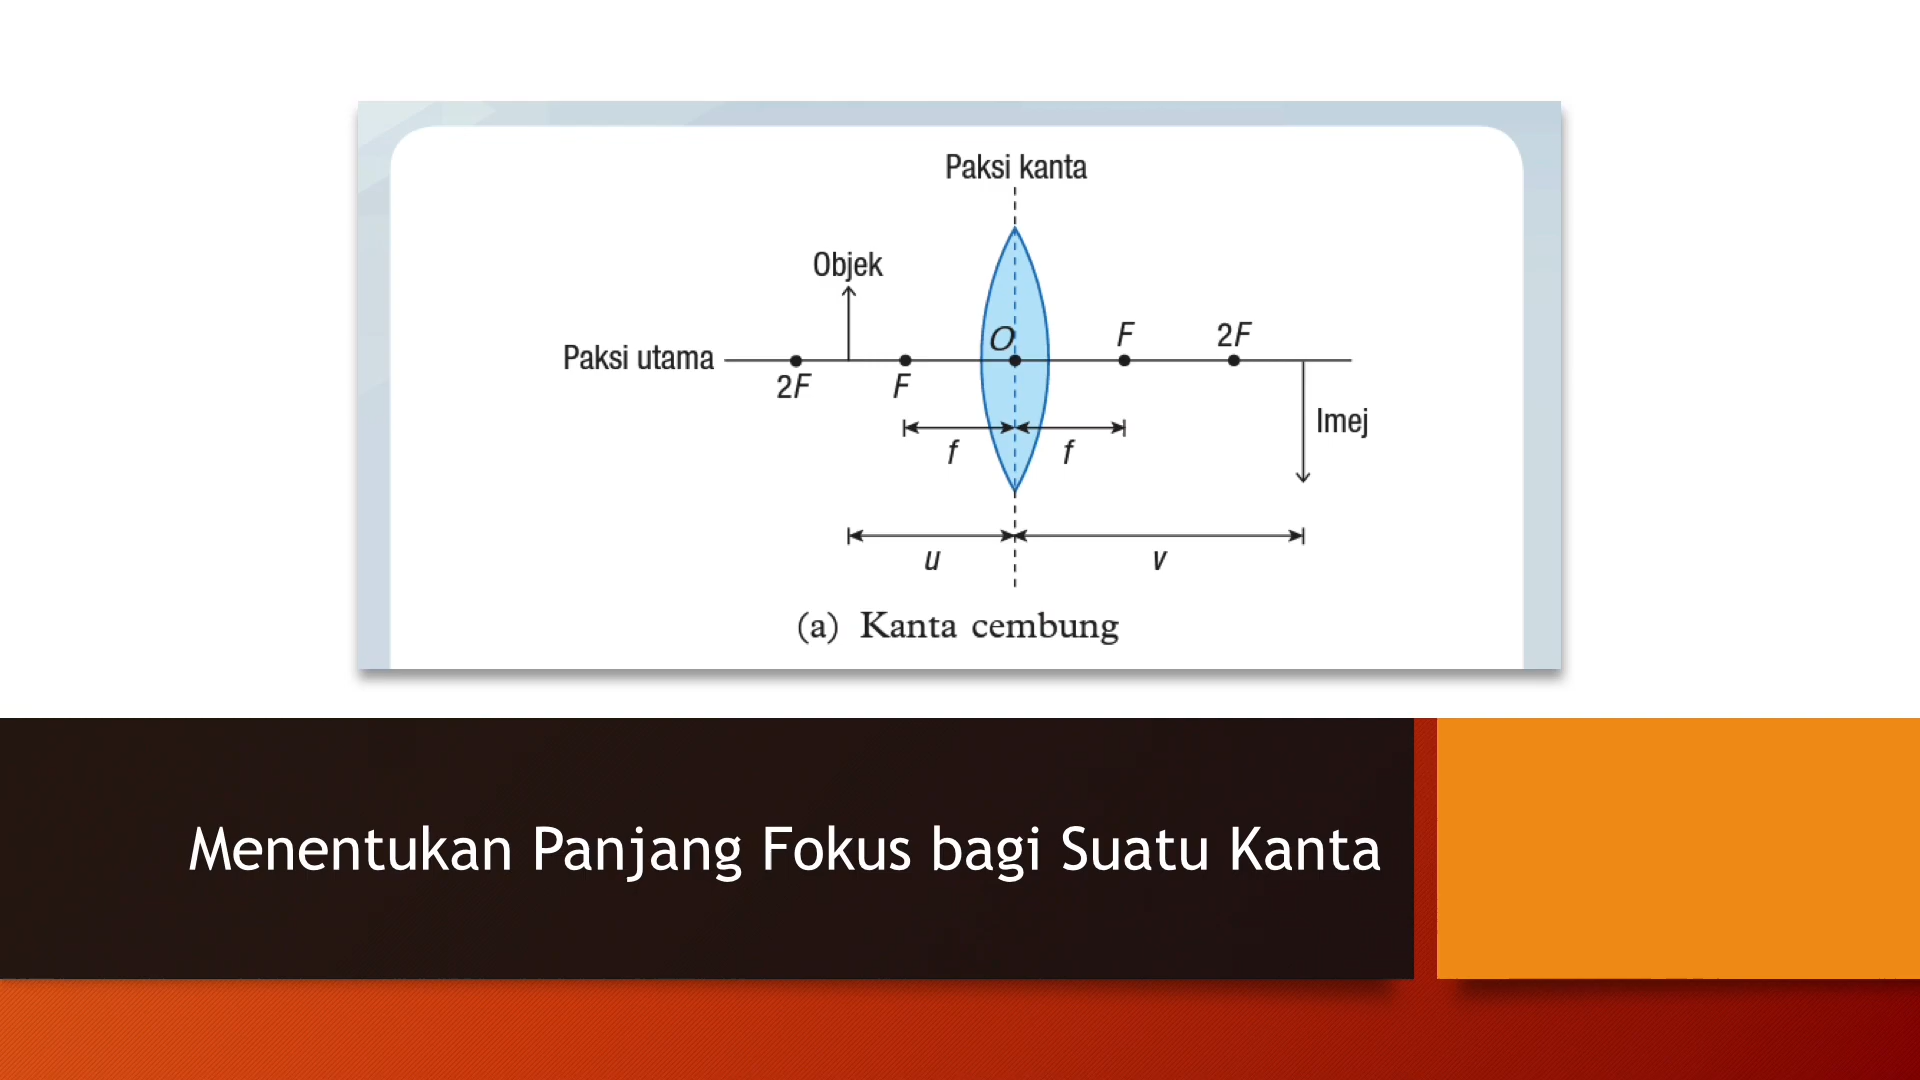 Paksi kanta
Objek
Paksi utama
O
F
2F
2F
F
Imej
f
f
u
v
(a) Kanta cembung
Menentukan Panjang Fokus bagi Suatu Kanta